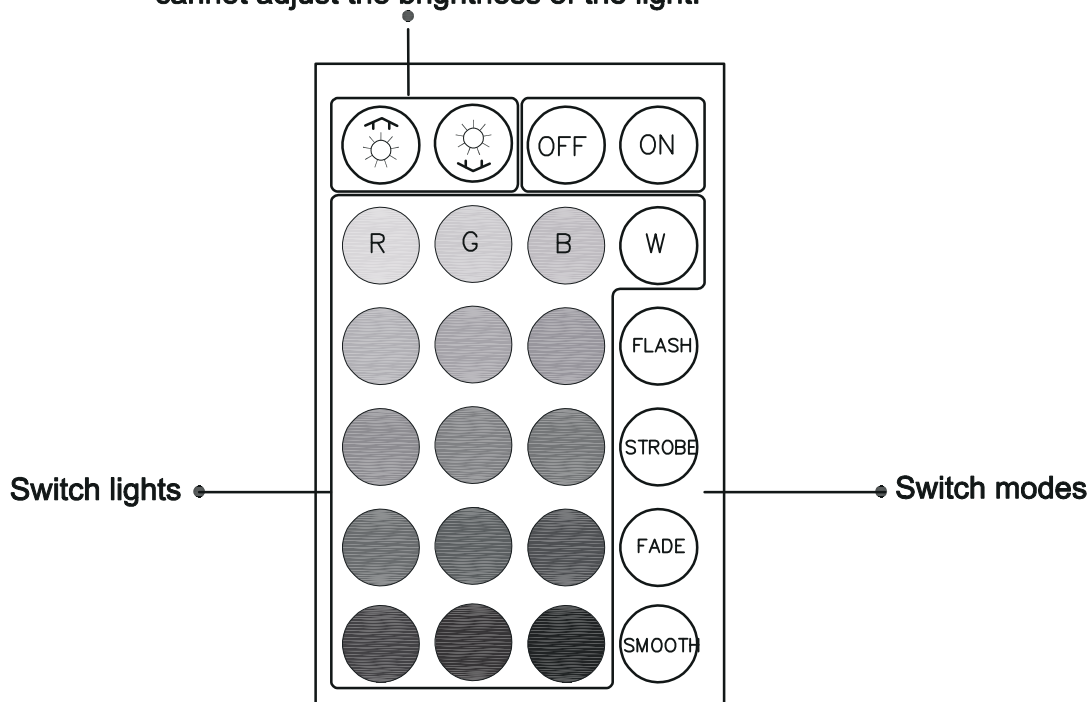 cannot adjust the brightness of the light.
OFF ON
R G B W
FLASH
STROBE
Switch lights Switch modes
FADE
SMOOTH